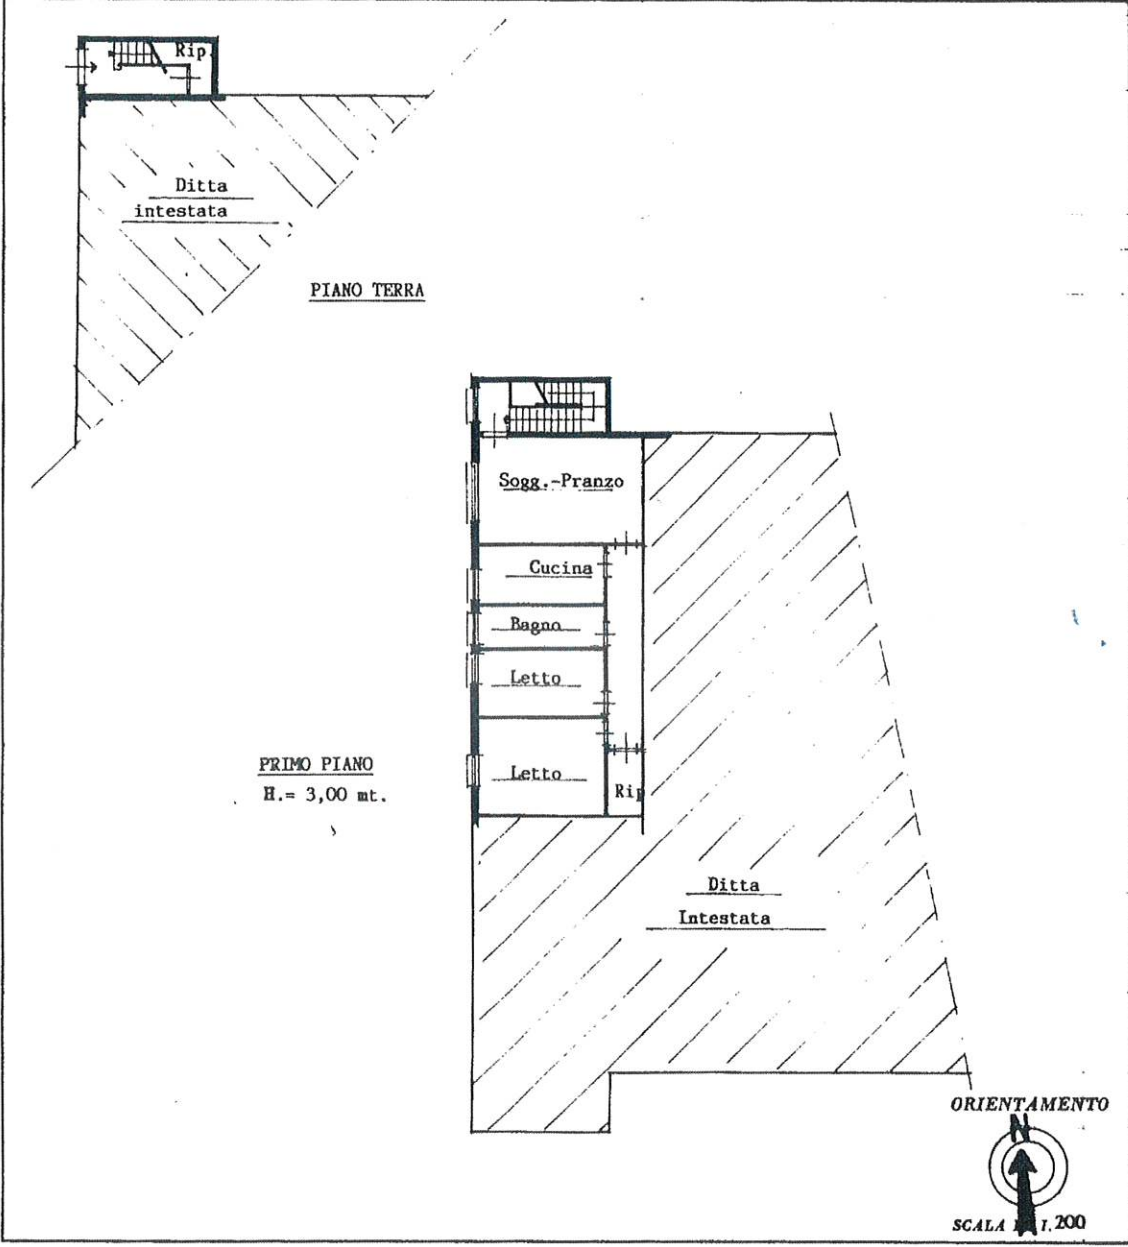 Rip.
Ditta
intestata
PIANO TERRA
Sogg.-Pranzo
Cucina
Bagno
Letto
Letto
Rip
PRIMO PIANO
H.= 3,00 mt.
Ditta
Intestata
ORIENTAMENTO
N
SCALA 1.200